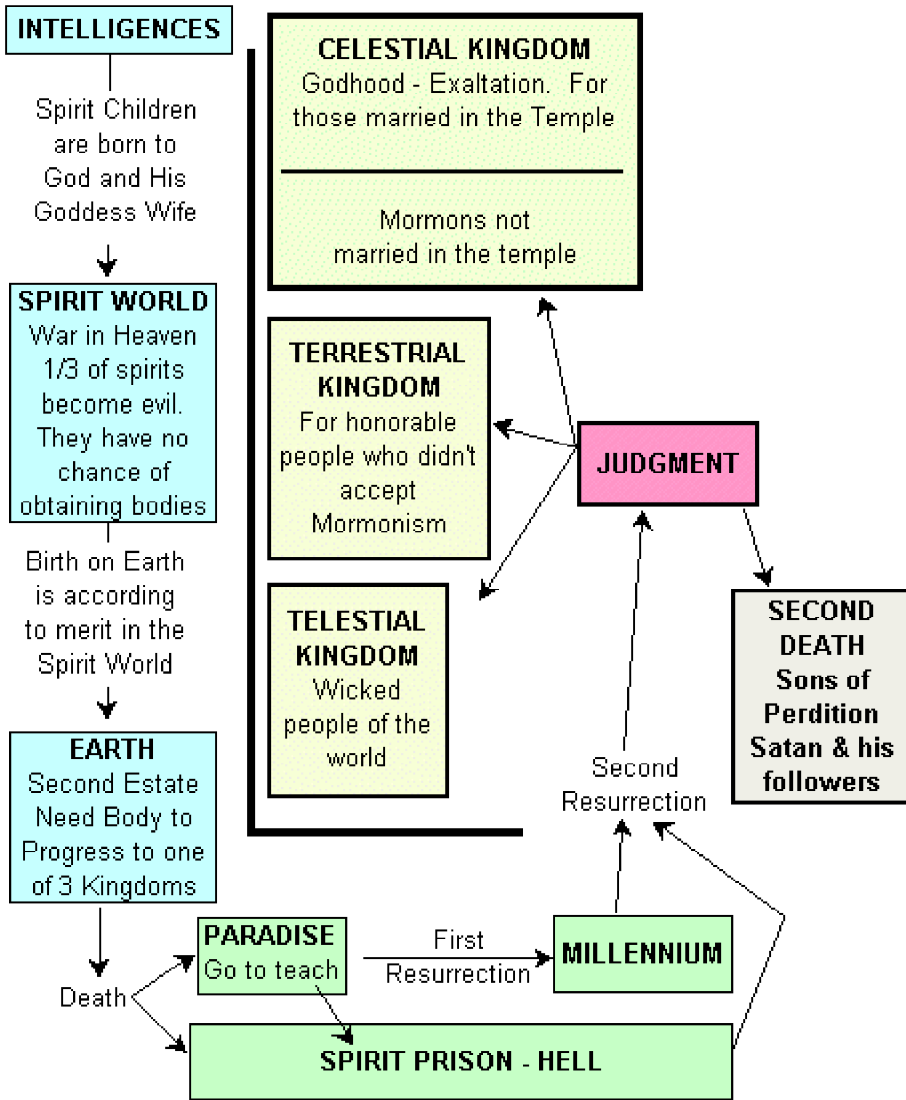 INTELLIGENCES
Spirit Children
are born to
God and His
Goddess Wife
SPIRIT WORLD
War in Heaven
1/3 of spirits
become evil.
They have no
chance of
obtaining bodies
Birth on Earth
is according
to merit in the
Spirit World
EARTH
Second Estate
Need Body to
Progress to one
of 3 Kingdoms
Death
PARADISE
Go to teach
First
Resurrection
MILLENNIUM
SPIRIT PRISON - HELL
Second
Resurrection
JUDGMENT
CELESTIAL KINGDOM
Godhood - Exaltation. For
those married in the Temple
Mormons not
married in the temple
TERRESTRIAL
KINGDOM
For honorable
people who didn't
accept
Mormonism
TELESTIAL
KINGDOM
Wicked
people of the
world
SECOND
DEATH
Sons of
Perdition
Satan & his
followers